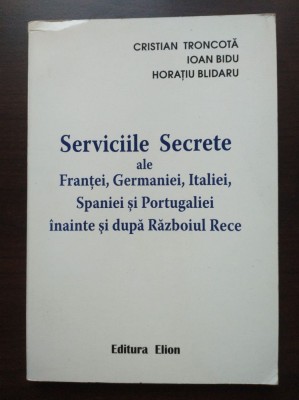 CRISTIAN TRONCOTĂ
IOAN BIDU
HORAȚIU BLIDARU
Serviciile Secrete
ale
Franței, Germaniei, Italiei,
Spaniei și Portugaliei
înainte și după Războiul Rece
Editura Elion